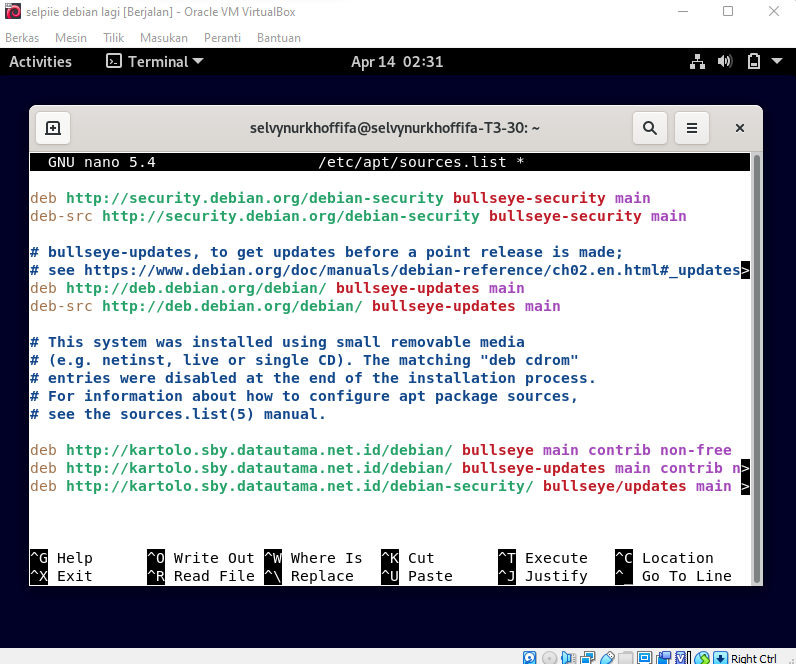 selpiie debian lagi [Berjalan] - Oracle VM VirtualBox
Berkas Mesin Tilik Masukan Peranti Bantuan
Activities Terminal Apr 14 02:31
selvynurkhoffifa@selvynurkhoffifa-T3-30: ~
GNU nano 5.4 /etc/apt/sources.list *
deb http://security.debian.org/debian-security bullseye-security main
deb-src http://security.debian.org/debian-security bullseye-security main
# bullseye-updates, to get updates before a point release is made;
# see https://www.debian.org/doc/manuals/debian-reference/ch02.en.html#_updates>
deb http://deb.debian.org/debian/ bullseye-updates main
deb-src http://deb.debian.org/debian/ bullseye-updates main
# This system was installed using small removable media
# (e.g. netinst, live or single CD). The matching "deb cdrom"
# entries were disabled at the end of the installation process.
# For information about how to configure apt package sources,
# see the sources.list(5) manual.
deb http://kartolo.sby.datautama.net.id/debian/ bullseye main contrib non-free
deb http://kartolo.sby.datautama.net.id/debian/ bullseye-updates main contrib n>
deb http://kartolo.sby.datautama.net.id/debian-security/ bullseye/updates main >
^G Help ^O Write Out ^W Where Is ^K Cut ^T Execute ^C Location
^X Exit ^R Read File ^\ Replace ^U Paste ^J Justify ^_ Go To Line
Right Ctrl